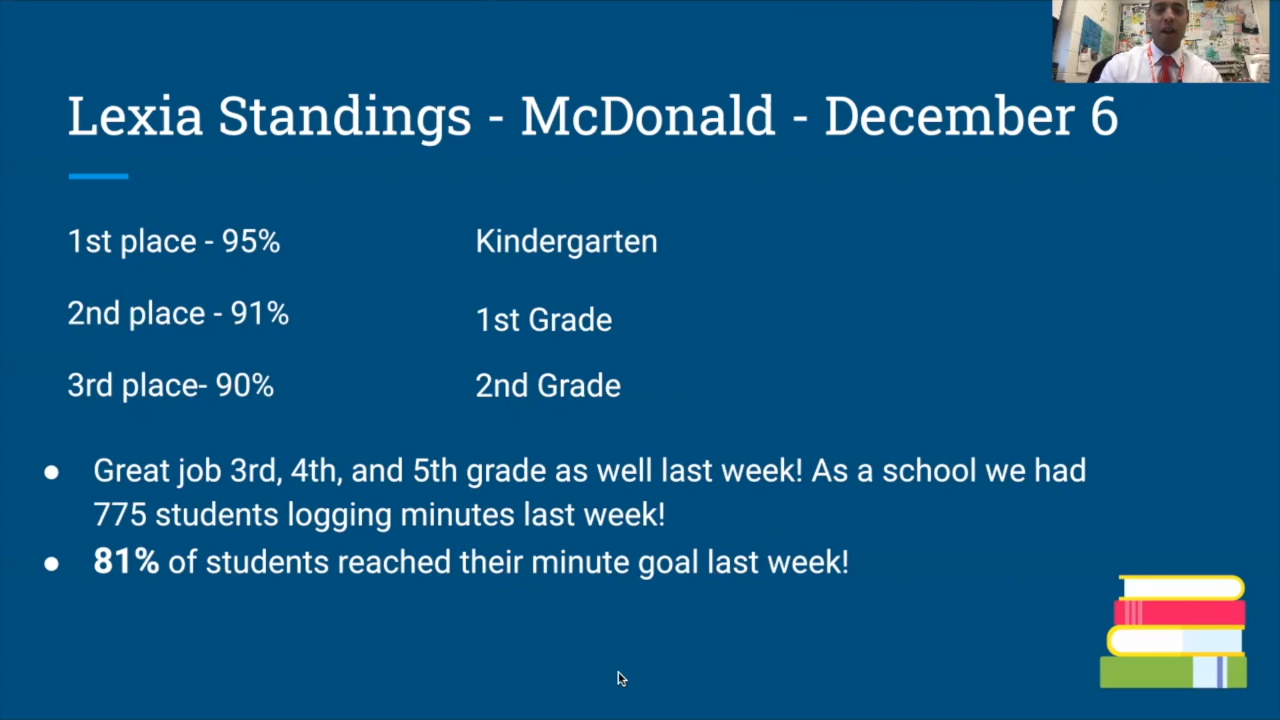 Lexia Standings - McDonald - December 6
1st place - 95%
Kindergarten
2nd place - 91%
1st Grade
3rd place- 90%
2nd Grade
● Great job 3rd, 4th, and 5th grade as well last week! As a school we had
775 students logging minutes last week!
● 81% of students reached their minute goal last week!